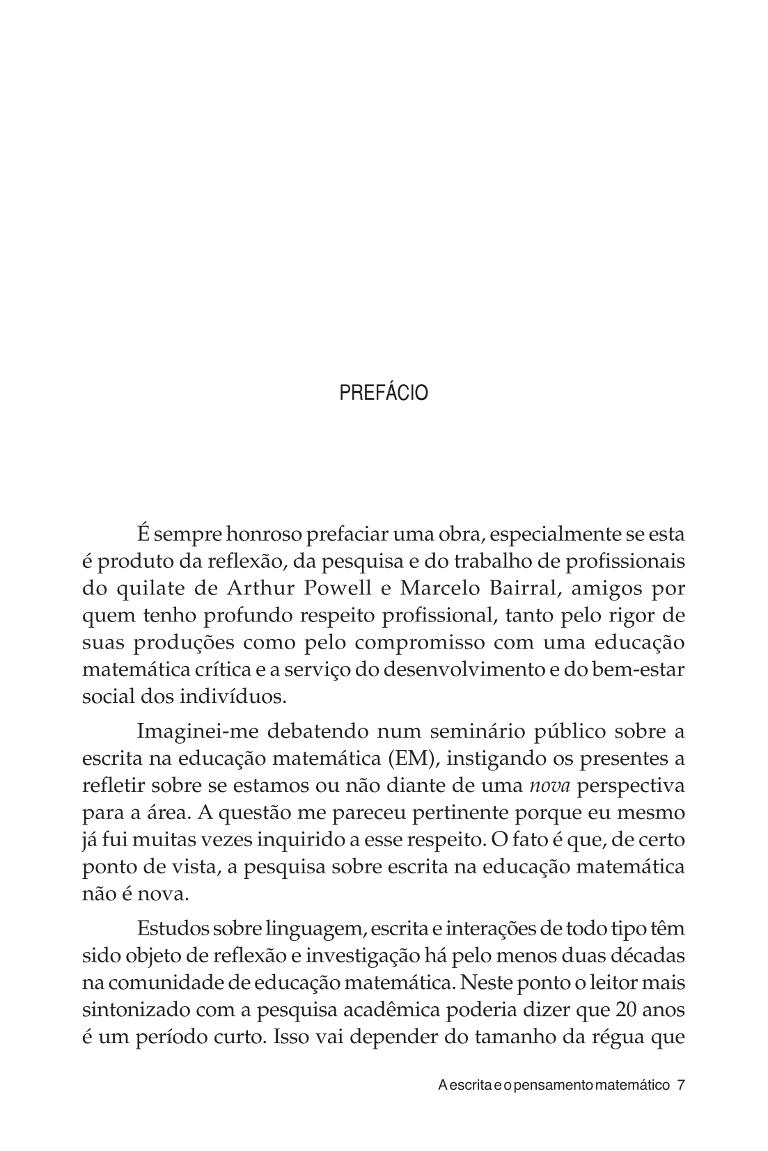 PREFÁCIO
É sempre honroso prefaciar uma obra, especialmente se esta
é produto da reflexão, da pesquisa e do trabalho de profissionais
do quilate de Arthur Powell e Marcelo Bairral, amigos por
quem tenho profundo respeito profissional, tanto pelo rigor de
suas produções como pelo compromisso com uma educação
matemática crítica e a serviço do desenvolvimento e do bem-estar
social dos indivíduos.
Imaginei-me debatendo num seminário público sobre a
escrita na educação matemática (EM), instigando os presentes a
refletir sobre se estamos ou não diante de uma nova perspectiva
para a área. A questão me pareceu pertinente porque eu mesmo
já fui muitas vezes inquirido a esse respeito. O fato é que, de certo
ponto de vista, a pesquisa sobre escrita na educação matemática
não é nova.
Estudos sobre linguagem, escrita e interações de todo tipo têm
sido objeto de reflexão e investigação há pelo menos duas décadas
na comunidade de educação matemática. Neste ponto o leitor mais
sintonizado com a pesquisa acadêmica poderia dizer que 20 anos
é um período curto. Isso vai depender do tamanho da régua que
A escrita e o pensamento matemático 7